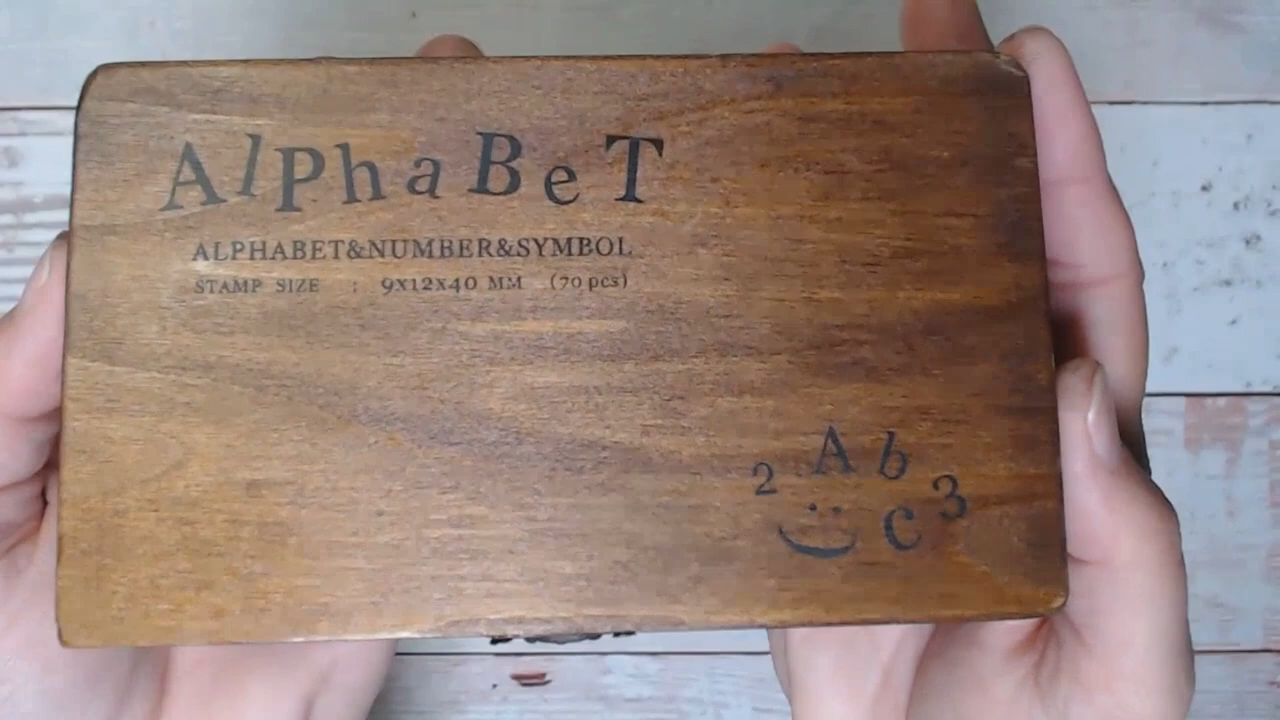 AlPhaBeT
ALPHABET&NUMBER&SYMBOL
STAMP SIZE : 9X12X40 MM (70 pcs)
2 A b
C 3